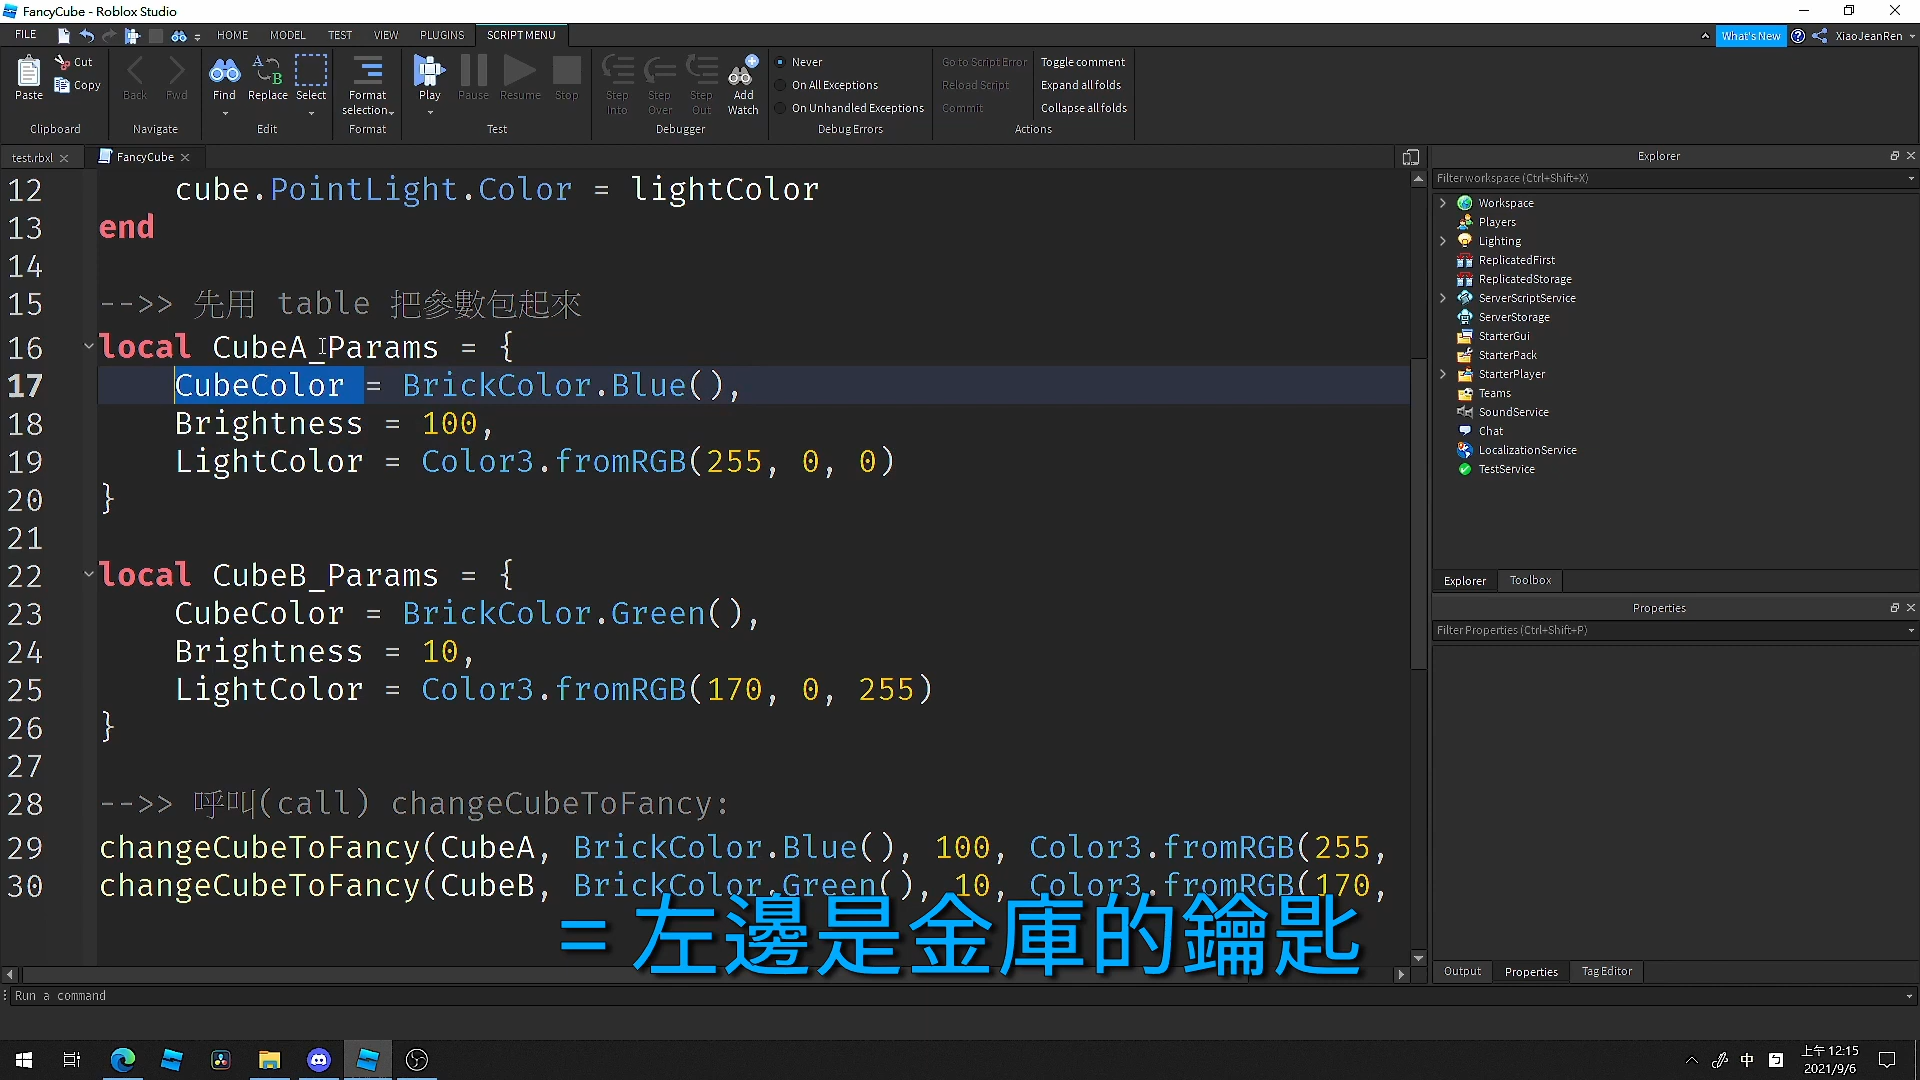 FancyCube - Roblox Studio
FILE
HOME
MODEL
TEST
VIEW
PLUGINS
SCRIPT MENU
What's New
XiaoJeanRen
Paste
Cut
Copy
Clipboard
Back
Fwd
Navigate
Find
Replace
Select
Edit
Format
selection
Format
Play
Pause
Resume
Stop
Test
Step
Into
Step
Over
Step
Out
Add
Watch
Debugger
Never
On All Exceptions
On Unhandled Exceptions
Debug Errors
Go to Script Error
Reload Script
Commit
Toggle comment
Expand all folds
Collapse all folds
Actions
test.rbxl
FancyCube
12 cube.PointLight.Color = lightColor
13 end
14
15 -->> 先用 table 把參數包起來
16 local CubeA_Params = {
17 CubeColor = BrickColor.Blue(),
18 Brightness = 100,
19 LightColor = Color3.fromRGB(255, 0, 0)
20 }
21
22 local CubeB_Params = {
23 CubeColor = BrickColor.Green(),
24 Brightness = 10,
25 LightColor = Color3.fromRGB(170, 0, 255)
26 }
27
28 -->> 呼叫(call) changeCubeToFancy:
29 changeCubeToFancy(CubeA, BrickColor.Blue(), 100, Color3.fromRGB(255,
30 changeCubeToFancy(CubeB, BrickColor.Green(), 10, Color3.fromRGB(170,
= 左邊是金庫的鑰匙
Explorer
Filter workspace (Ctrl+Shift+X)
Workspace
Players
Lighting
ReplicatedFirst
ReplicatedStorage
ServerScriptService
ServerStorage
StarterGui
StarterPack
StarterPlayer
Teams
SoundService
Chat
LocalizationService
TestService
Explorer
Toolbox
Properties
Filter Properties (Ctrl+Shift+P)
Output
Properties
Tag Editor
Run a command
中
上午 12:15
2021/9/6